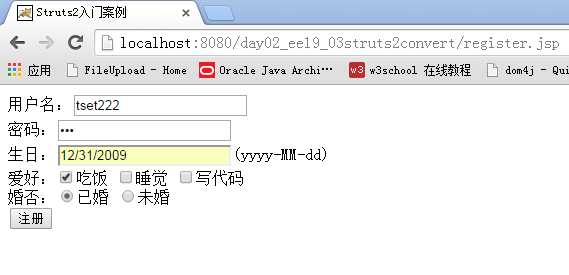 Struts2入门案例
localhost:8080/day02_ee19_03struts2convert/register.jsp
应用 FileUpload - Home Oracle Java Archi… w3 w3school 在线教程 dom4j - Qui
用户名： tset222
密码： •••
生日： 12/31/2009 (yyyy-MM-dd)
爱好： 吃饭 睡觉 写代码
婚否： 已婚 未婚
注册